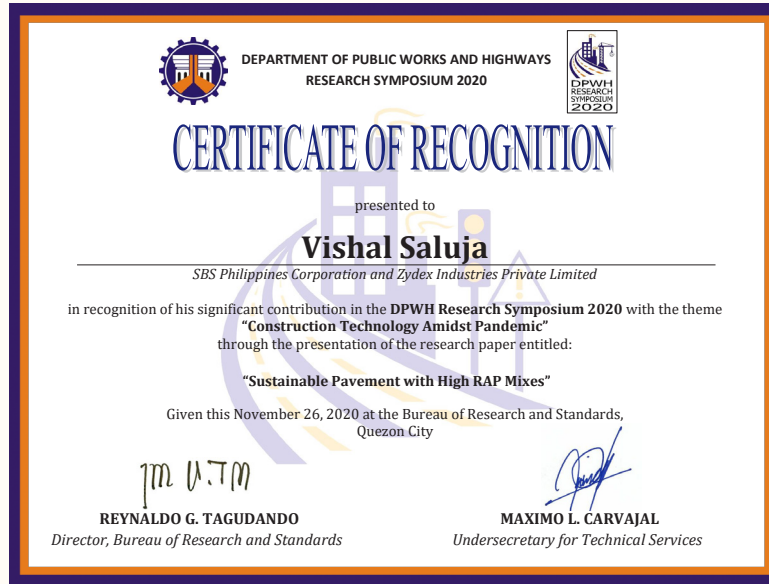 DEPARTMENT OF PUBLIC WORKS AND HIGHWAYS
RESEARCH SYMPOSIUM 2020
DPWH
RESEARCH
SYMPOSIUM
2020
CERTIFICATE OF RECOGNITION
presented to
Vishal Saluja
SBS Philippines Corporation and Zydex Industries Private Limited
in recognition of his significant contribution in the DPWH Research Symposium 2020 with the theme
“Construction Technology Amidst Pandemic”
through the presentation of the research paper entitled:
“Sustainable Pavement with High RAP Mixes”
Given this November 26, 2020 at the Bureau of Research and Standards,
Quezon City
REYNALDO G. TAGUDANDO
Director, Bureau of Research and Standards
MAXIMO L. CARVAJAL
Undersecretary for Technical Services